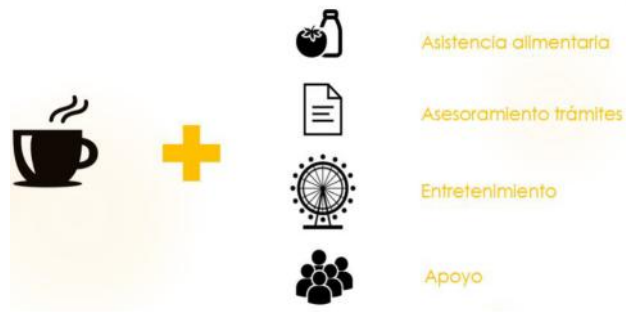 Asistencia alimentaria
Asesoramiento trámites
Entretenimiento
Apoyo